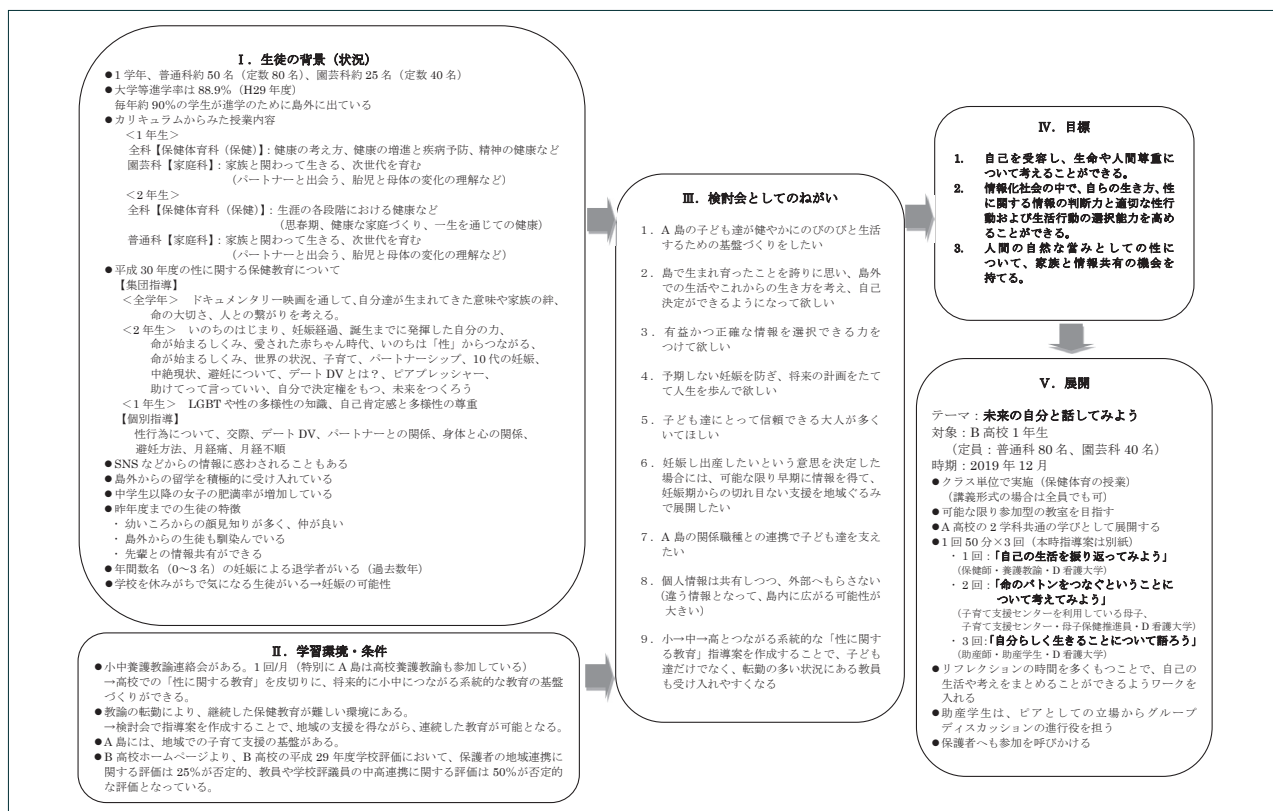 Ⅰ．生徒の背景（状況）
●1学年、普通科約50名（定数80名）、園芸科約25名（定数40名）
●大学等進学率は88.9%（H29年度）
毎年約90%の学生が進学のために島外に出ている
●カリキュラムからみた授業内容
＜1年生＞
全科【保健体育科（保健）】：健康の考え方、健康の増進と疾病予防、精神の健康など
園芸科【家庭科】：家族と関わって生きる、次世代を育む
（パートナーと出会う、胎児と母体の変化の理解など）
＜2年生＞
全科【保健体育科（保健）】：生涯の各段階における健康など
（思春期、健康な家庭づくり、一生を通じての健康）
普通科【家庭科】：家族と関わって生きる、次世代を育む
（パートナーと出会う、胎児と母体の変化の理解など）
●平成30年度の性に関する保健教育について
【集団指導】
＜全学年＞　ドキュメンタリー映画を通して、自分達が生まれてきた意味や家族の絆、
命の大切さ、人との繋がりを考える。
＜2年生＞　いのちのはじまり、妊娠経過、誕生までに発揮した自分の力、
命が始まるしくみ、愛された赤ちゃん時代、いのちは「性」からつながる、
命が始まるしくみ、世界の状況、子育て、パートナーシップ、10代の妊娠、
中絶現状、避妊について、デートDVとは？、ピアプレッシャー、
助けてって言っていい、自分で決定権をもつ、未来をつくろう
＜1年生＞　LGBTや性の多様性の知識、自己肯定感と多様性の尊重
【個別指導】
性行為について、交際、デートDV、パートナーとの関係、身体と心の関係、
避妊方法、月経痛、月経不順
●SNSなどからの情報に惑わされることもある
●島外からの留学を積極的に受け入れている
●中学生以降の女子の肥満率が増加している
●昨年度までの生徒の特徴
・幼いころからの顔見知りが多く、仲が良い
・島外からの生徒も馴染んでいる
・先輩との情報共有ができる
●年間数名（0～3名）の妊娠による退学者がいる（過去数年）
●学校を休みがちで気になる生徒がいる→妊娠の可能性
Ⅱ．学習環境・条件
●小中養護教諭連絡会がある。1回/月（特別にA島は高校養護教諭も参加している）
→高校での「性に関する教育」を皮切りに、将来的に小中につながる系統的な教育の基盤
づくりができる。
●教諭の転勤により、継続した保健教育が難しい環境にある。
→検討会で指導案を作成することで、地域の支援を得ながら、連続した教育が可能となる。
●A島には、地域での子育て支援の基盤がある。
●B高校ホームページより、B高校の平成29年度学校評価において、保護者の地域連携
に関する評価は25%が否定的、教員や学校評議員の中高連携に関する評価は50%が否定的
な評価となっている。
Ⅲ．検討会としてのねがい
1．A島の子ども達が健やかにのびのびと生活
するための基盤づくりをしたい
2．島で生まれ育ったことを誇りに思い、島外
での生活やこれからの生き方を考え、自己
決定ができるようになって欲しい
3．有益かつ正確な情報を選択できる力を
つけて欲しい
4．予期しない妊娠を防ぎ、将来の計画をたて
て人生を歩んで欲しい
5．子ども達にとって信頼できる大人が多く
いてほしい
6．妊娠し出産したいという意思を決定した
場合には、可能な限り早期に情報を得て、
妊娠期からの切れ目ない支援を地域ぐるみ
で展開したい
7．A島の関係職種との連携で子ども達を支え
たい
8．個人情報は共有しつつ、外部へもらさない
（違う情報となって、島内に広がる可能性が
大きい）
9．小→中→高とつながる系統的な「性に関す
る教育」指導案を作成することで、子ども
達だけでなく、転勤の多い状況にある教員
も受け入れやすくなる
Ⅳ．目標
1.　自己を受容し、生命や人間尊重に
ついて考えることができる。
2.　情報化社会の中で、自らの生き方、性
に関する情報の判断力と適切な性行
動および生活行動の選択能力を高め
ることができる。
3.　人間の自然な営みとしての性に
ついて、家族と情報共有の機会を
持てる。
Ⅴ．展開
テーマ：未来の自分と話してみよう
対象：B高校1年生
（定員：普通科80名、園芸科40名）
時期：2019年12月
●クラス単位で実施（保健体育の授業）
（講義形式の場合は全員でも可）
●可能な限り参加型の教室を目指す
●A高校の2学科共通の学びとして展開する
●1回50分×3回（本時指導案は別紙）
・1回：「自己の生活を振り返ってみよう」
（保健師・養護教諭・D看護大学）
・2回：「命のバトンをつなぐということに
ついて考えてみよう」
（子育て支援センターを利用している母子、
子育て支援センター・母子保健推進員・D看護大学）
・3回：「自分らしく生きることについて語ろう」
（助産師・助産学生・D看護大学）
●リフレクションの時間を多くもつことで、自己の
生活や考えをまとめることができるようワークを
入れる
●助産学生は、ピアとしての立場からグループ
ディスカッションの進行役を担う
●保護者へも参加を呼びかける